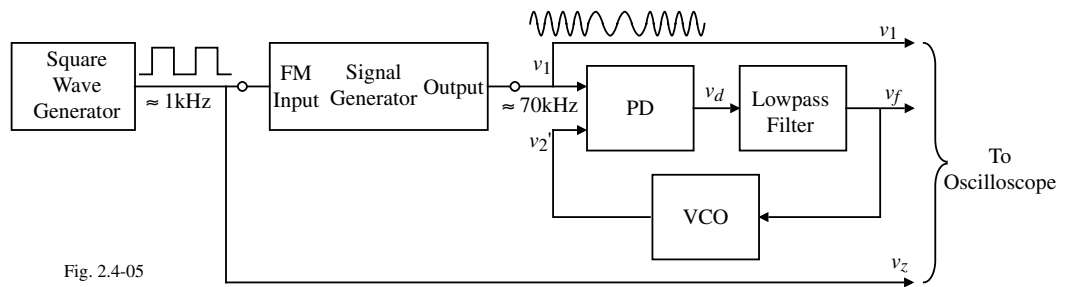 Square
Wave
Generator
≈ 1kHz
FM
Input
Signal
Generator
Output
v1
≈ 70kHz
v2'
PD
vd
Lowpass
Filter
VCO
v1
vf
vz
To
Oscilloscope
Fig. 2.4-05